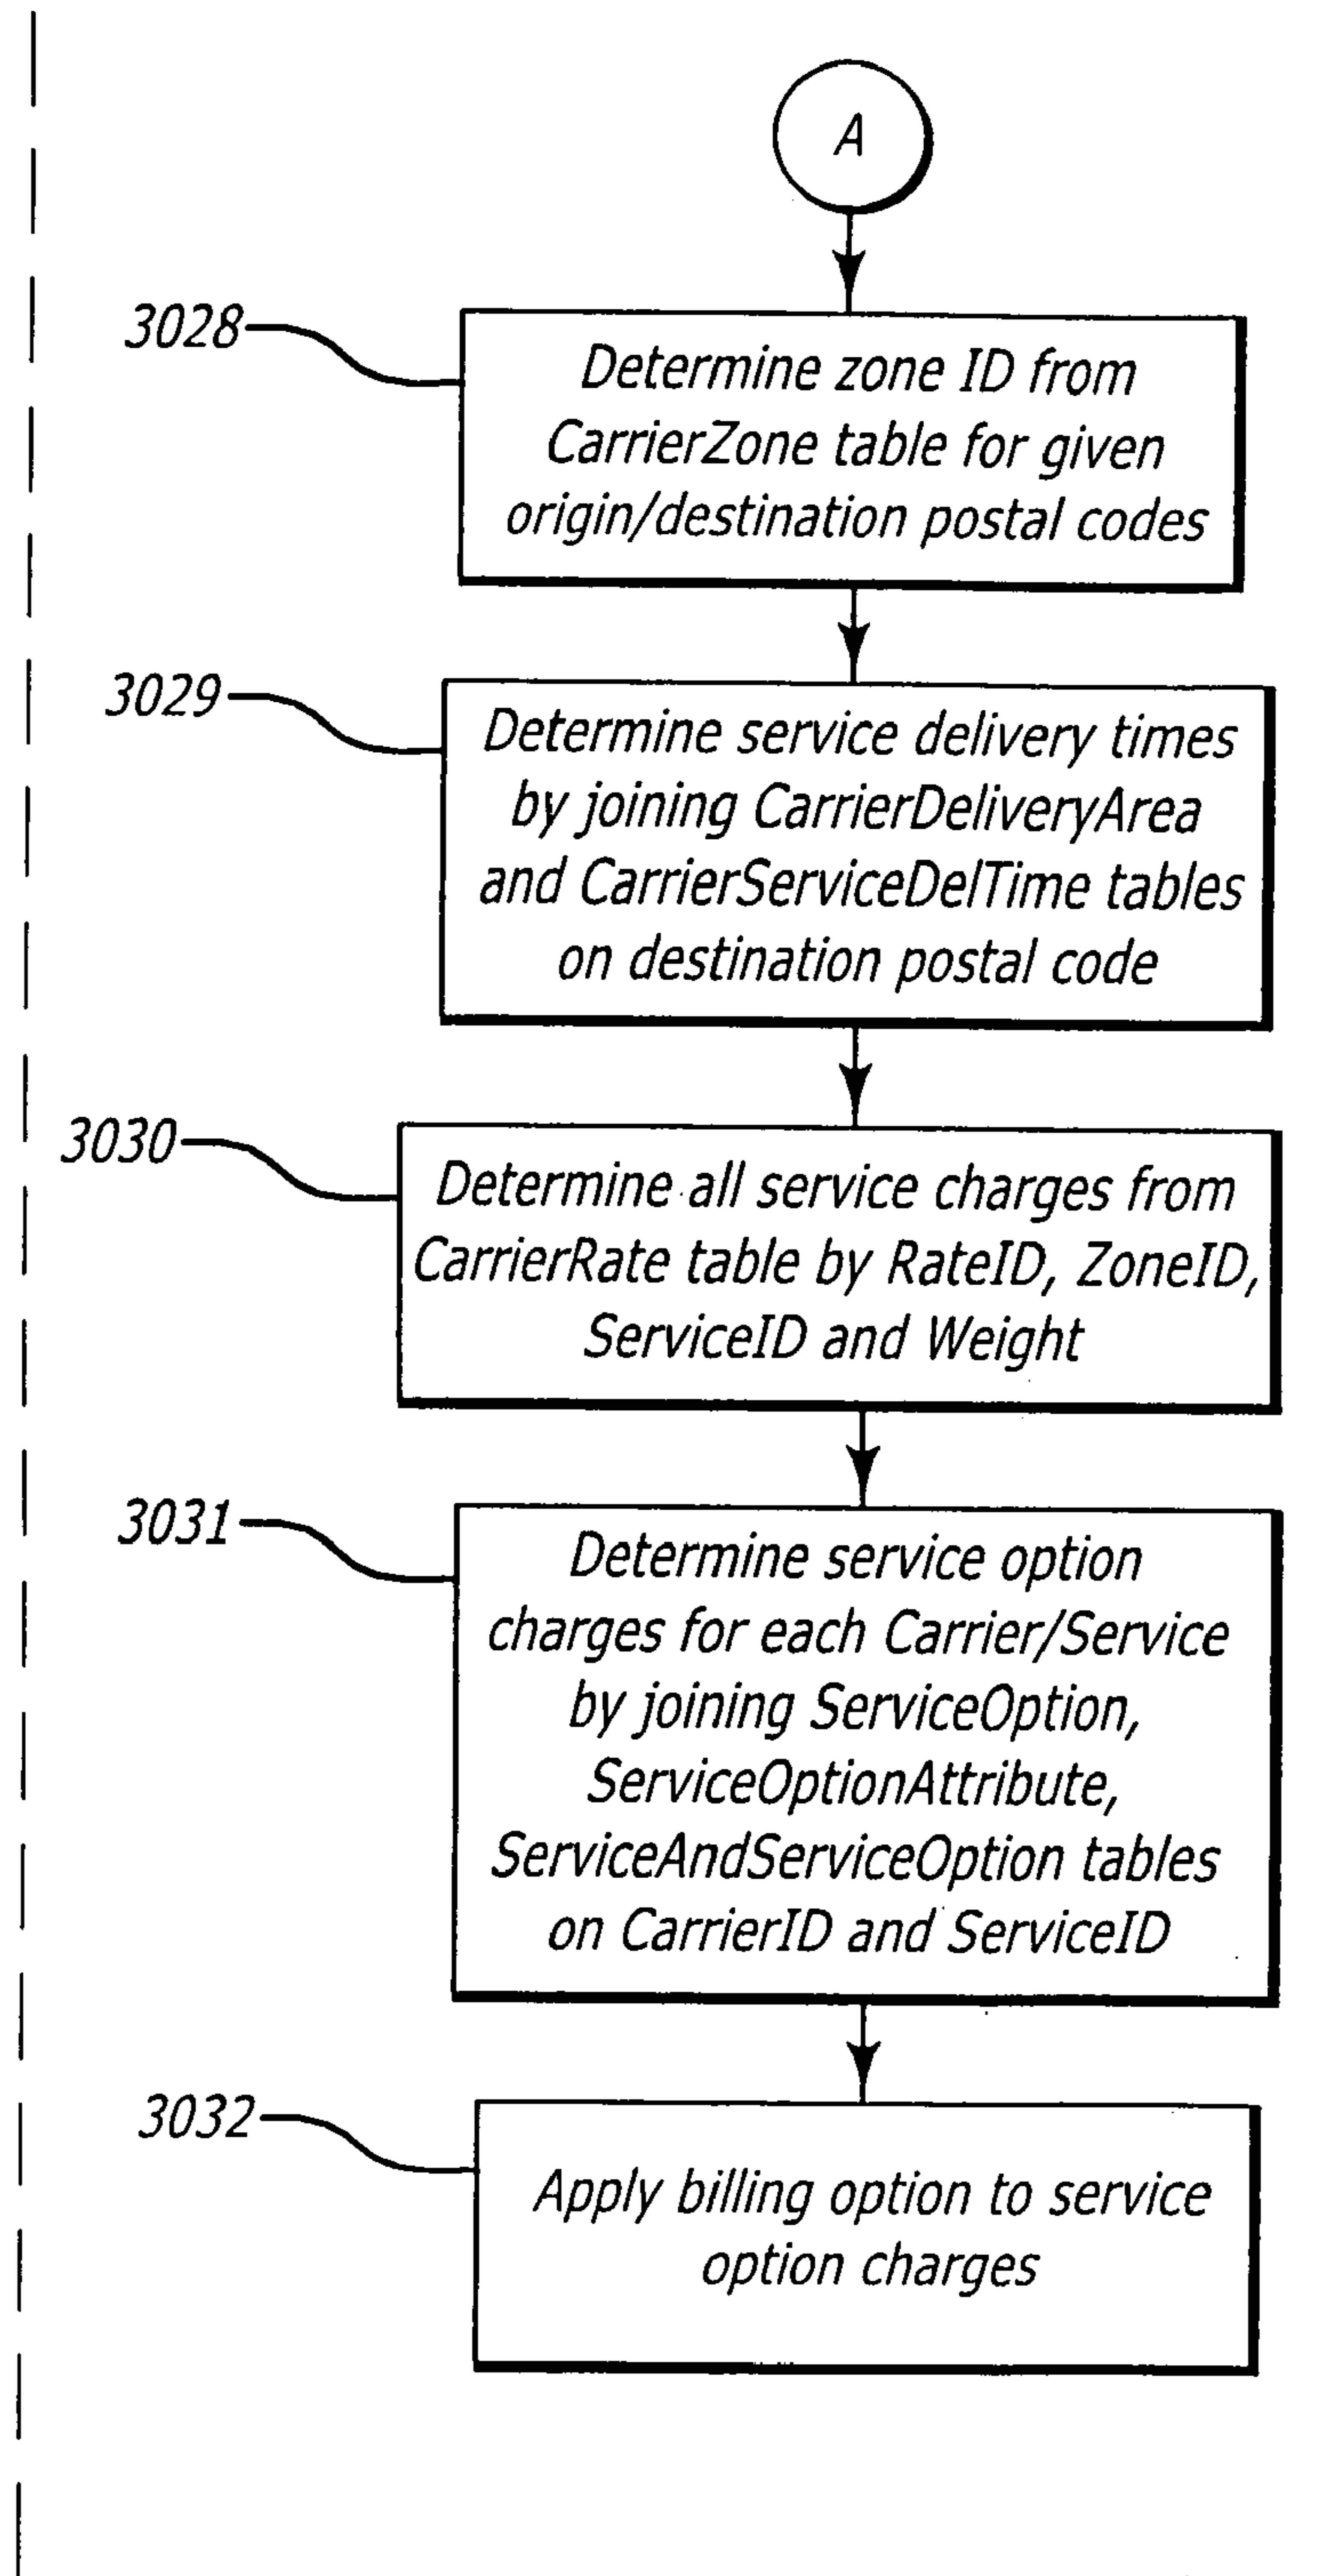 A
3028
Determine zone ID from
CarrierZone table for given
origin/destination postal codes
3029
Determine service delivery times
by joining CarrierDeliveryArea
and CarrierServiceDelTime tables
on destination postal code
3030
Determine all service charges from
CarrierRate table by RateID, ZoneID,
ServiceID and Weight
3031
Determine service option
charges for each Carrier/Service
by joining ServiceOption,
ServiceOptionAttribute,
ServiceAndServiceOption tables
on CarrierID and ServiceID
3032
Apply billing option to service
option charges